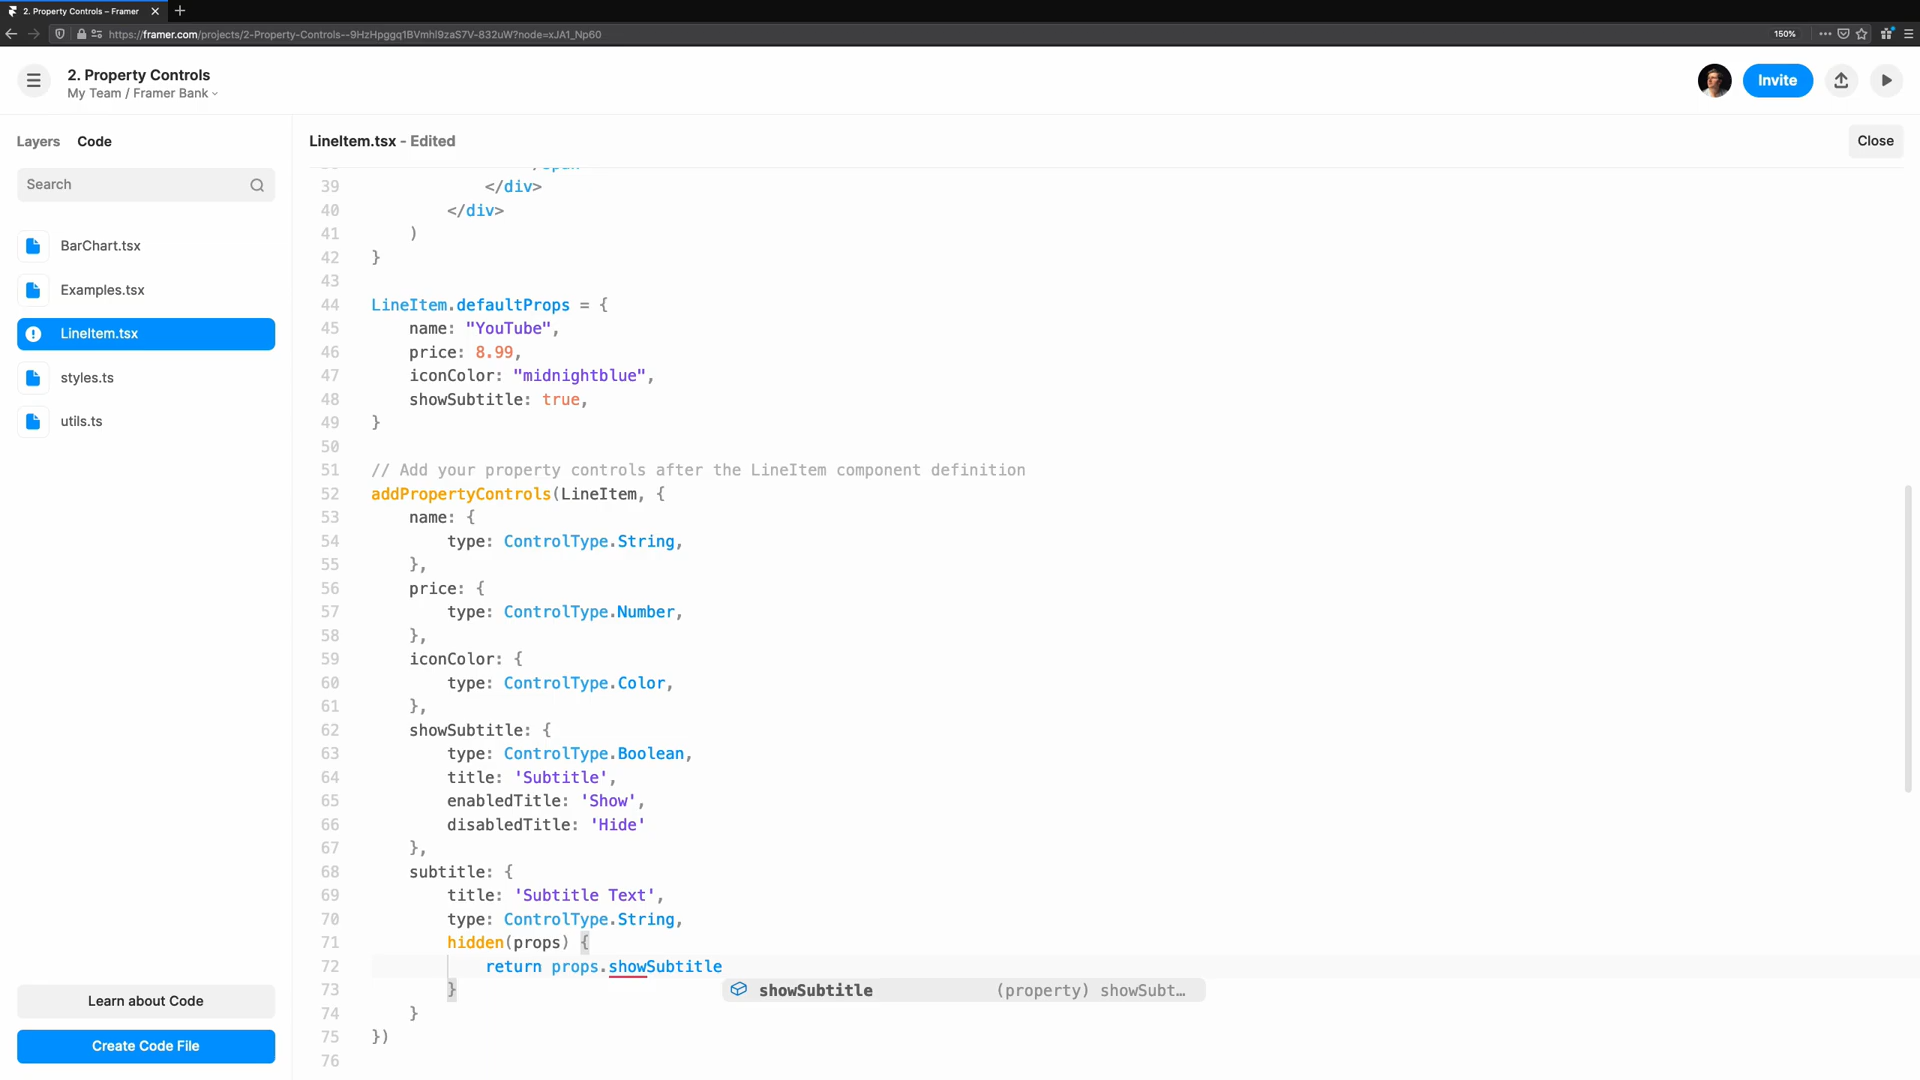 2. Property Controls – Framer
https://framer.com/projects/2-Property-Controls--9HzHpggq1BVmhI9zaS7V-832uW?node=xJA1_Np60
150%
2. Property Controls
My Team / Framer Bank
Invite
Layers Code
LineItem.tsx - Edited
Close
Search
BarChart.tsx
Examples.tsx
LineItem.tsx
styles.ts
utils.ts
Learn about Code
Create Code File
39 </div>
40 </div>
41 )
42 }
43
44 LineItem.defaultProps = {
45 name: "YouTube",
46 price: 8.99,
47 iconColor: "midnightblue",
48 showSubtitle: true,
49 }
50
51 // Add your property controls after the LineItem component definition
52 addPropertyControls(LineItem, {
53 name: {
54 type: ControlType.String,
55 },
56 price: {
57 type: ControlType.Number,
58 },
59 iconColor: {
60 type: ControlType.Color,
61 },
62 showSubtitle: {
63 type: ControlType.Boolean,
64 title: 'Subtitle',
65 enabledTitle: 'Show',
66 disabledTitle: 'Hide'
67 },
68 subtitle: {
69 title: 'Subtitle Text',
70 type: ControlType.String,
71 hidden(props) {
72 return props.showSubtitle
73 }
showSubtitle (property) showSubt…
74 }
75 })
76